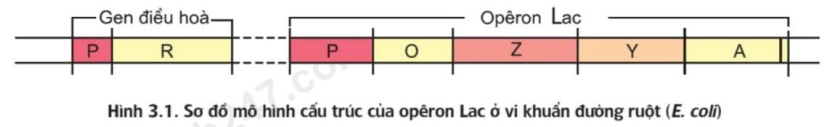 Gen điều hoà
Opêron Lac
P R P O Z Y A
Hình 3.1. Sơ đồ mô hình cấu trúc của opêron Lac ở vi khuẩn đường ruột (E. coli)